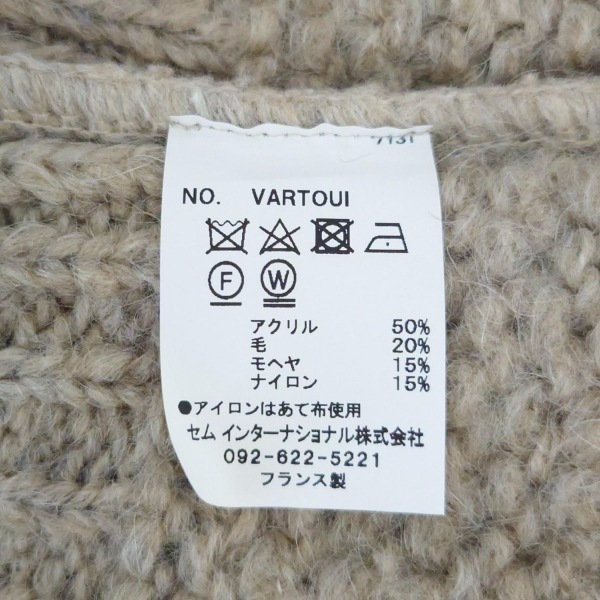 7131
NO. VARTOUI
F W
アクリル 50%
毛 20%
モヘヤ 15%
ナイロン 15%
●アイロンはあて布使用
セム インターナショナル株式会社
092-622-5221
フランス製